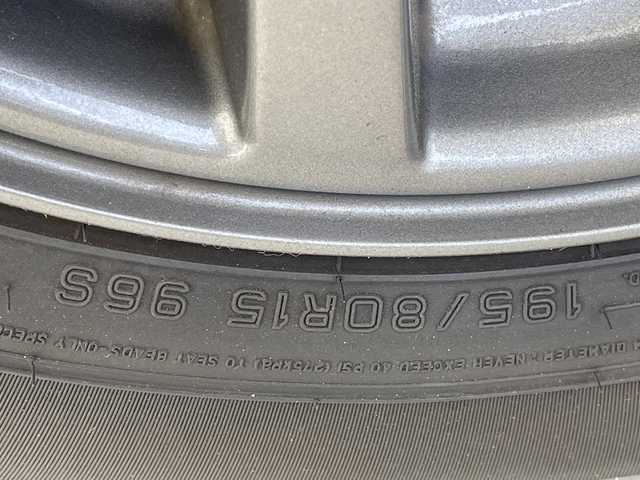 195/80R15 96S
DIAMETER. NEVER EXCEED 40 PSI (275KPA) TO SEAT BEADS-ONLY